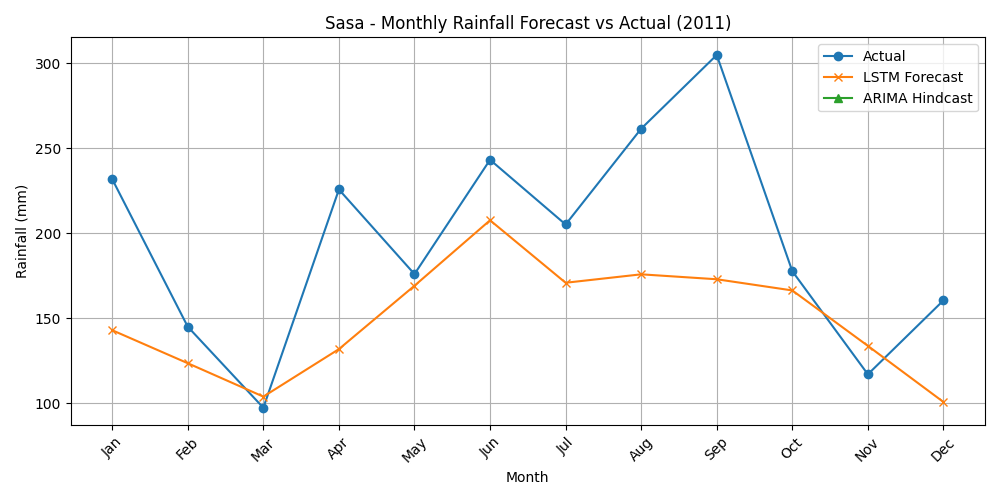 Sasa - Monthly Rainfall Forecast vs Actual (2011)
Actual
LSTM Forecast
ARIMA Hindcast
Rainfall (mm)
300
250
200
150
100
Jan
Feb
Mar
Apr
May
Jun
Jul
Aug
Sep
Oct
Nov
Dec
Month